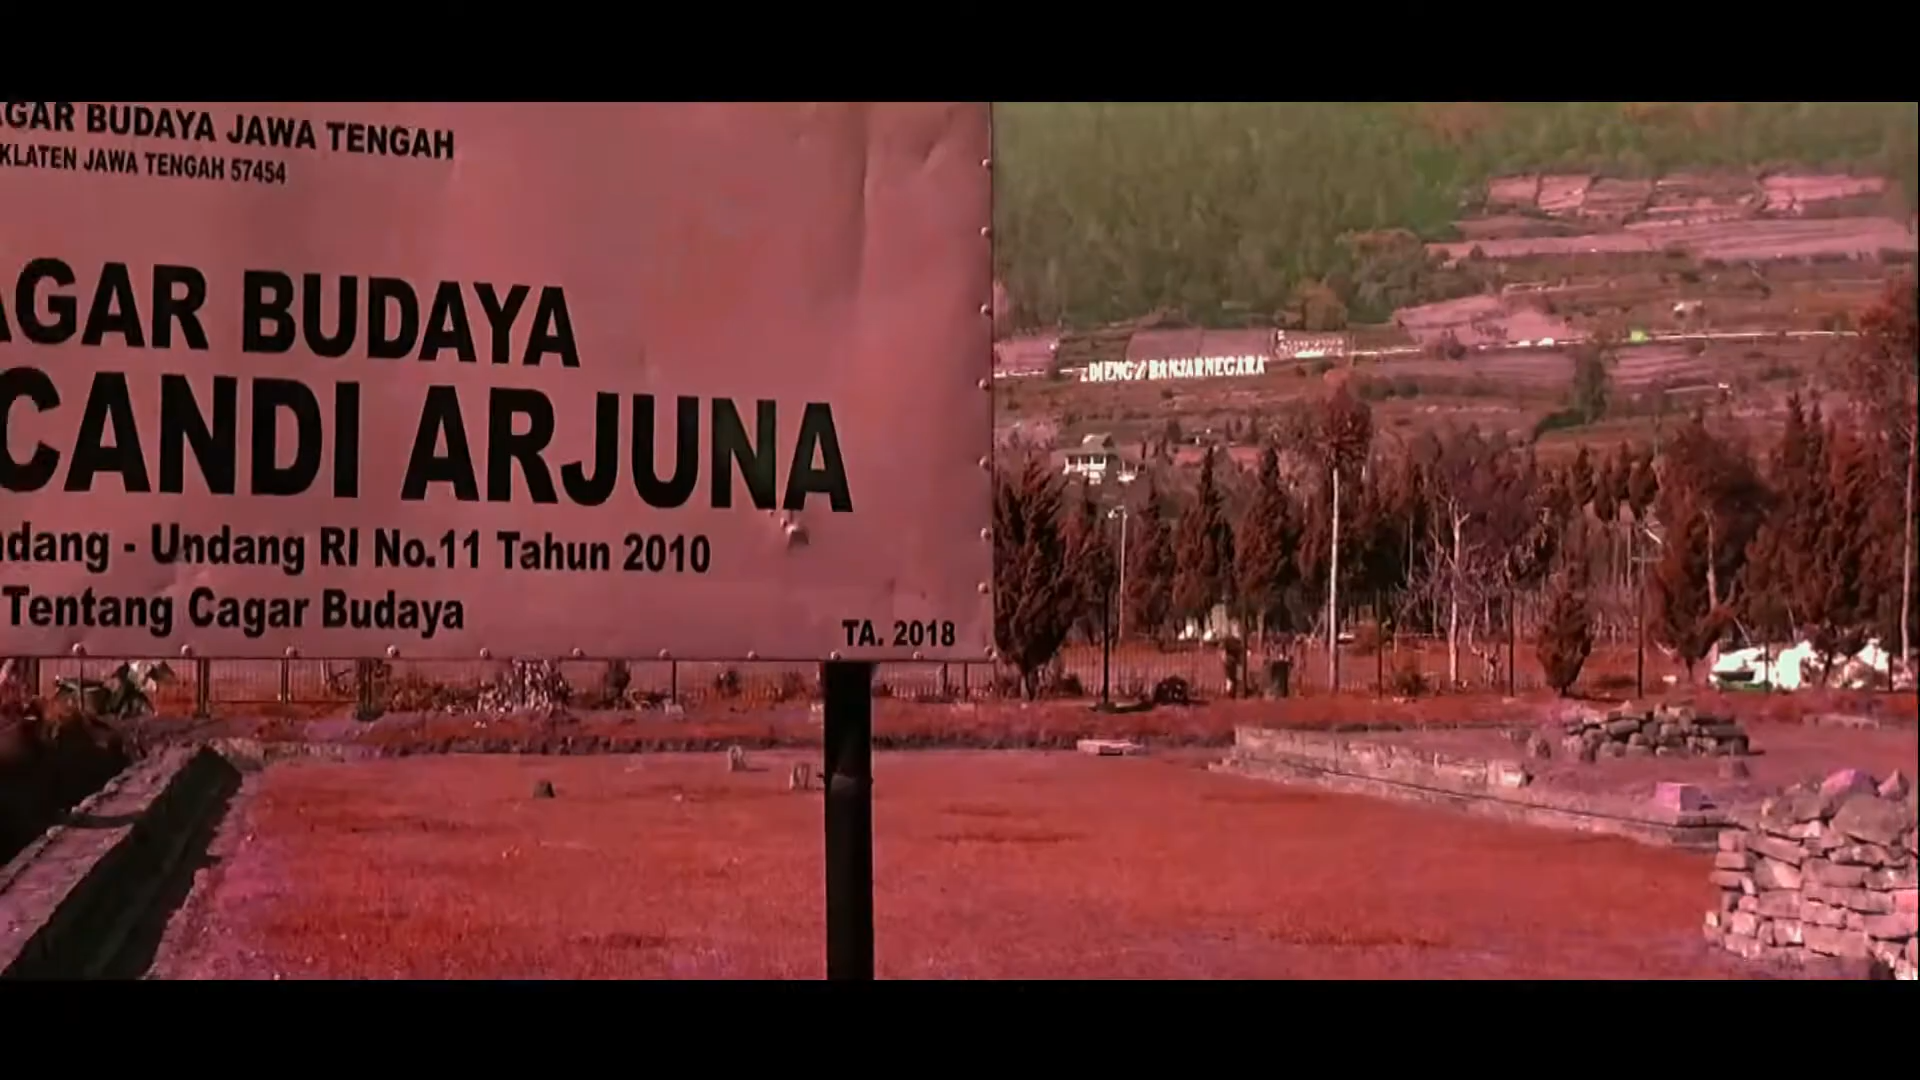 AGAR BUDAYA JAWA TENGAH
KLATEN JAWA TENGAH 57454
AGAR BUDAYA
CANDI ARJUNA
ndang - Undang RI No.11 Tahun 2010
Tentang Cagar Budaya
TA. 2018
DIENG BANJARNEGARA